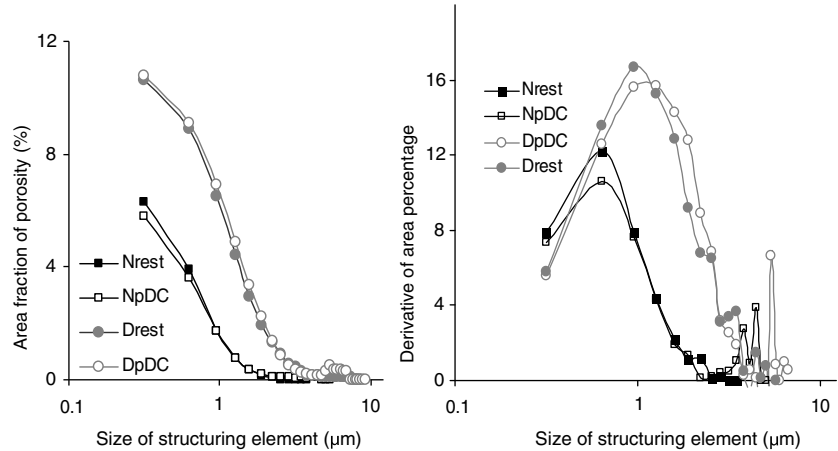 12
8
4
0
0.1
1
10
Area fraction of porosity (%)
Size of structuring element (µm)
Nrest
NpDC
Drest
DpDC
16
12
8
4
0
0.1
1
10
Derivative of area percentage
Size of structuring element (µm)
Nrest
NpDC
DpDC
Drest